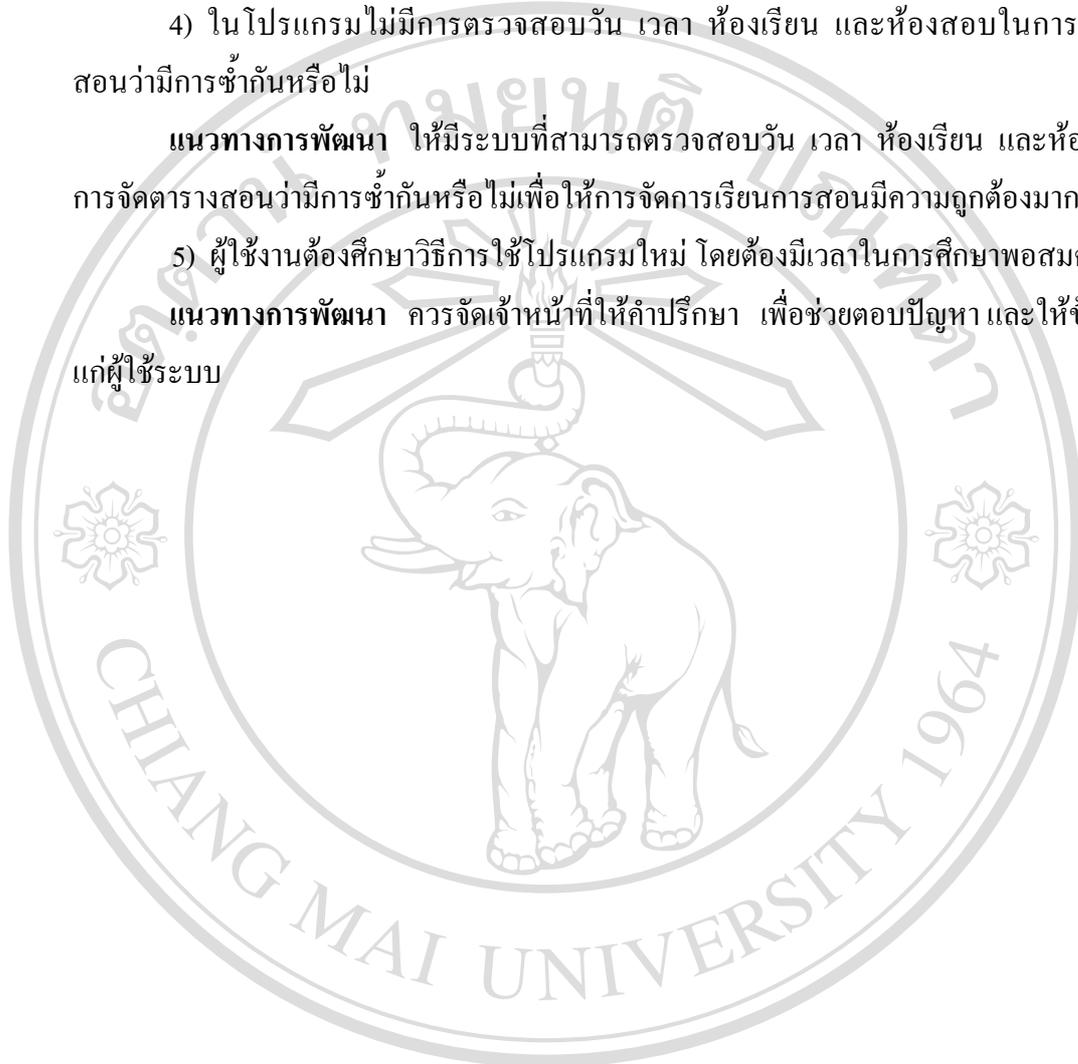 4) ในโปรแกรมไม่มีการตรวจสอบวัน เวลา ห้องเรียน และห้องสอบในการ
สอนว่ามีการซ้ำกันหรือไม่
แนวทางการพัฒนา ให้มีระบบที่สามารถตรวจสอบวัน เวลา ห้องเรียน และ
การจัดตารางสอนว่ามีการซ้ำกันหรือไม่เพื่อให้การจัดการเรียนการสอนมีความถูกต้องมาก
5) ผู้ใช้งานต้องศึกษาวิธีการใช้โปรแกรมใหม่ โดยต้องมีเวลาในการศึกษา
แนวทางการพัฒนา ควรจัดเจ้าหน้าที่ให้คำปรึกษา เพื่อช่วยตอบปัญหา และให้
แก่ผู้ใช้ระบบ
อตฺตานํ ทมยนฺติ ปณฺฑิตา
CHIANG MAI UNIVERSITY 1964